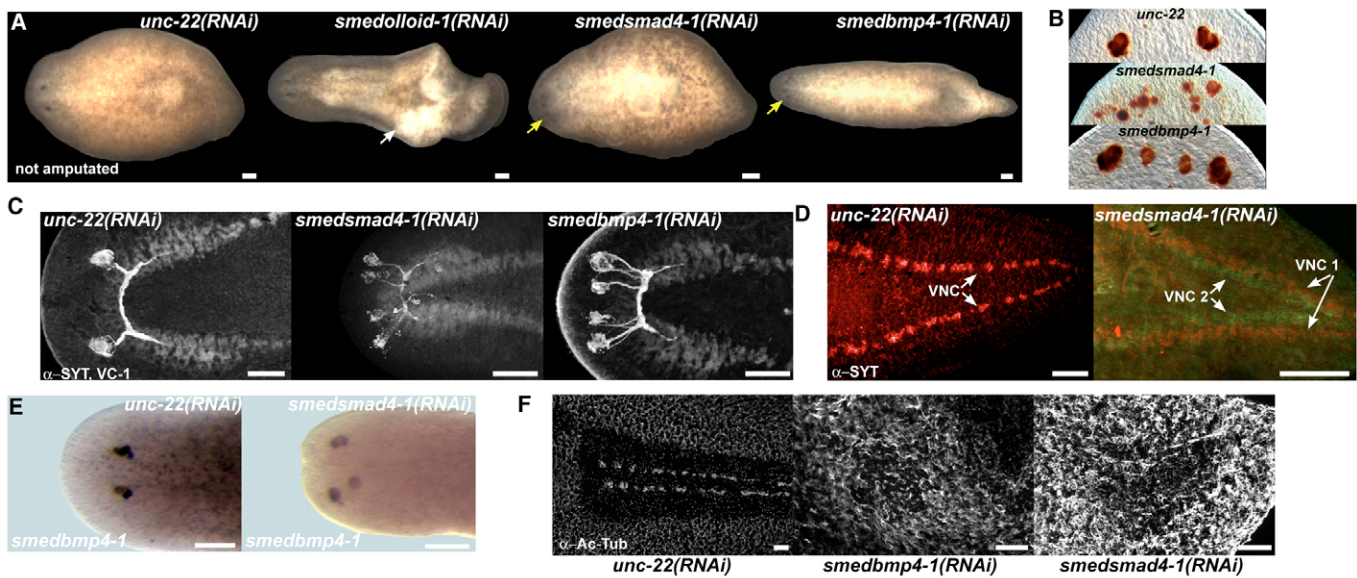 A
unc-22(RNAi)
smedolloid-1(RNAi)
smedsmad4-1(RNAi)
smedbmp4-1(RNAi)
not amputated
B
unc-22
smedsmad4-1
smedbmp4-1
C
unc-22(RNAi)
smedsmad4-1(RNAi)
smedbmp4-1(RNAi)
α–SYT, VC-1
D
unc-22(RNAi)
smedsmad4-1(RNAi)
VNC
VNC 1
VNC 2
α–SYT
E
unc-22(RNAi)
smedsmad4-1(RNAi)
smedbmp4-1
smedbmp4-1
F
α–Ac-Tub
unc-22(RNAi)
smedbmp4-1(RNAi)
smedsmad4-1(RNAi)